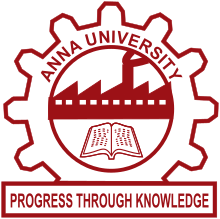 ANNA UNIVERSITY
PROGRESS THROUGH KNOWLEDGE